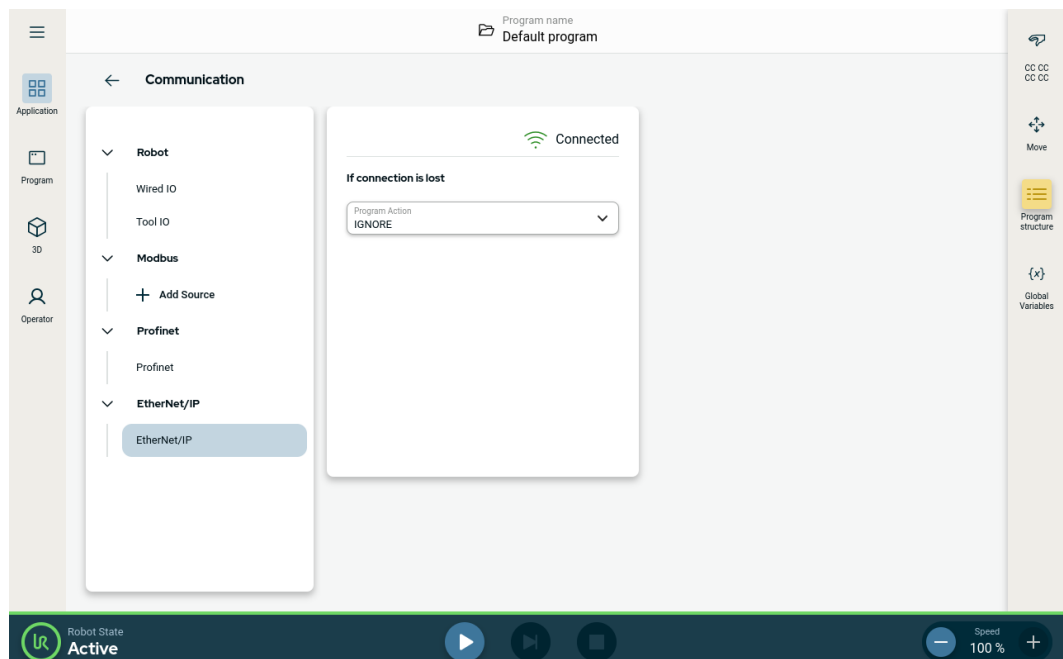 Program name
Default program
Application
Program
3D
Operator
Communication
Robot
Wired IO
Tool IO
Modbus
Add Source
Profinet
Profinet
EtherNet/IP
EtherNet/IP
Connected
If connection is lost
Program Action
IGNORE
CC CC
CC CC
Move
Program
structure
{x}
Global
Variables
UR
Robot State
Active
Speed
100 %